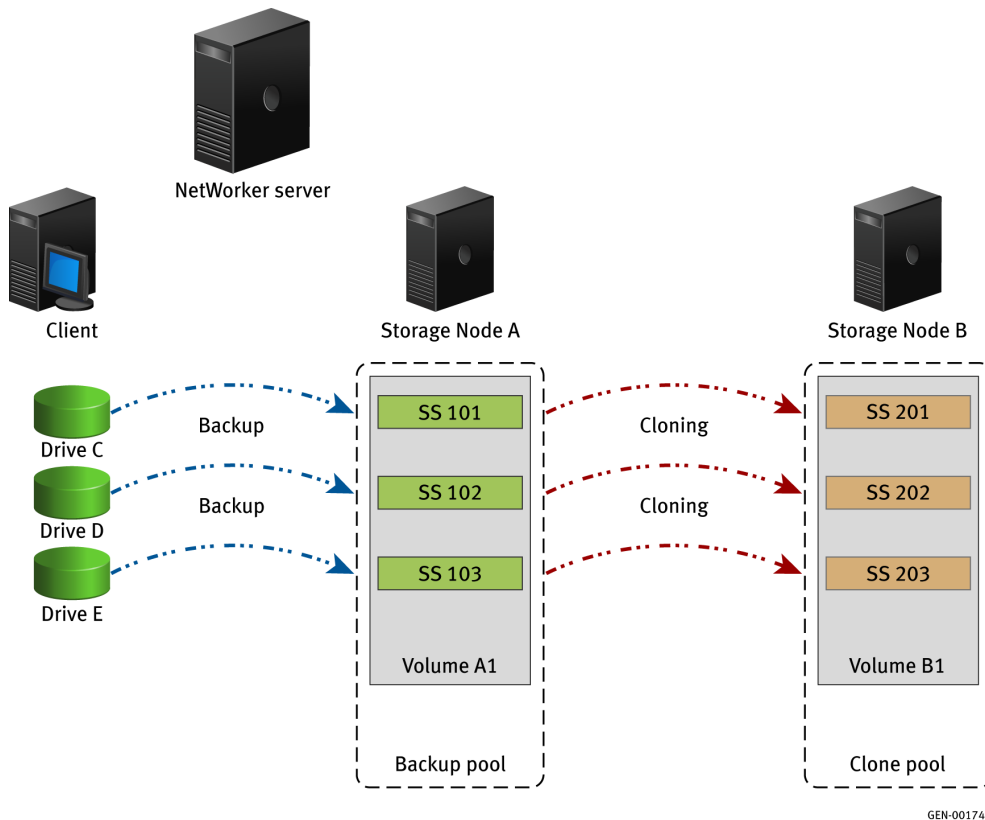 NetWorker server
Client
Storage Node A
Storage Node B
SS 101
SS 201
Backup
Cloning
Drive C
SS 102
SS 202
Backup
Cloning
Drive D
SS 103
SS 203
Drive E
Volume A1
Volume B1
Backup pool
Clone pool
GEN-00174